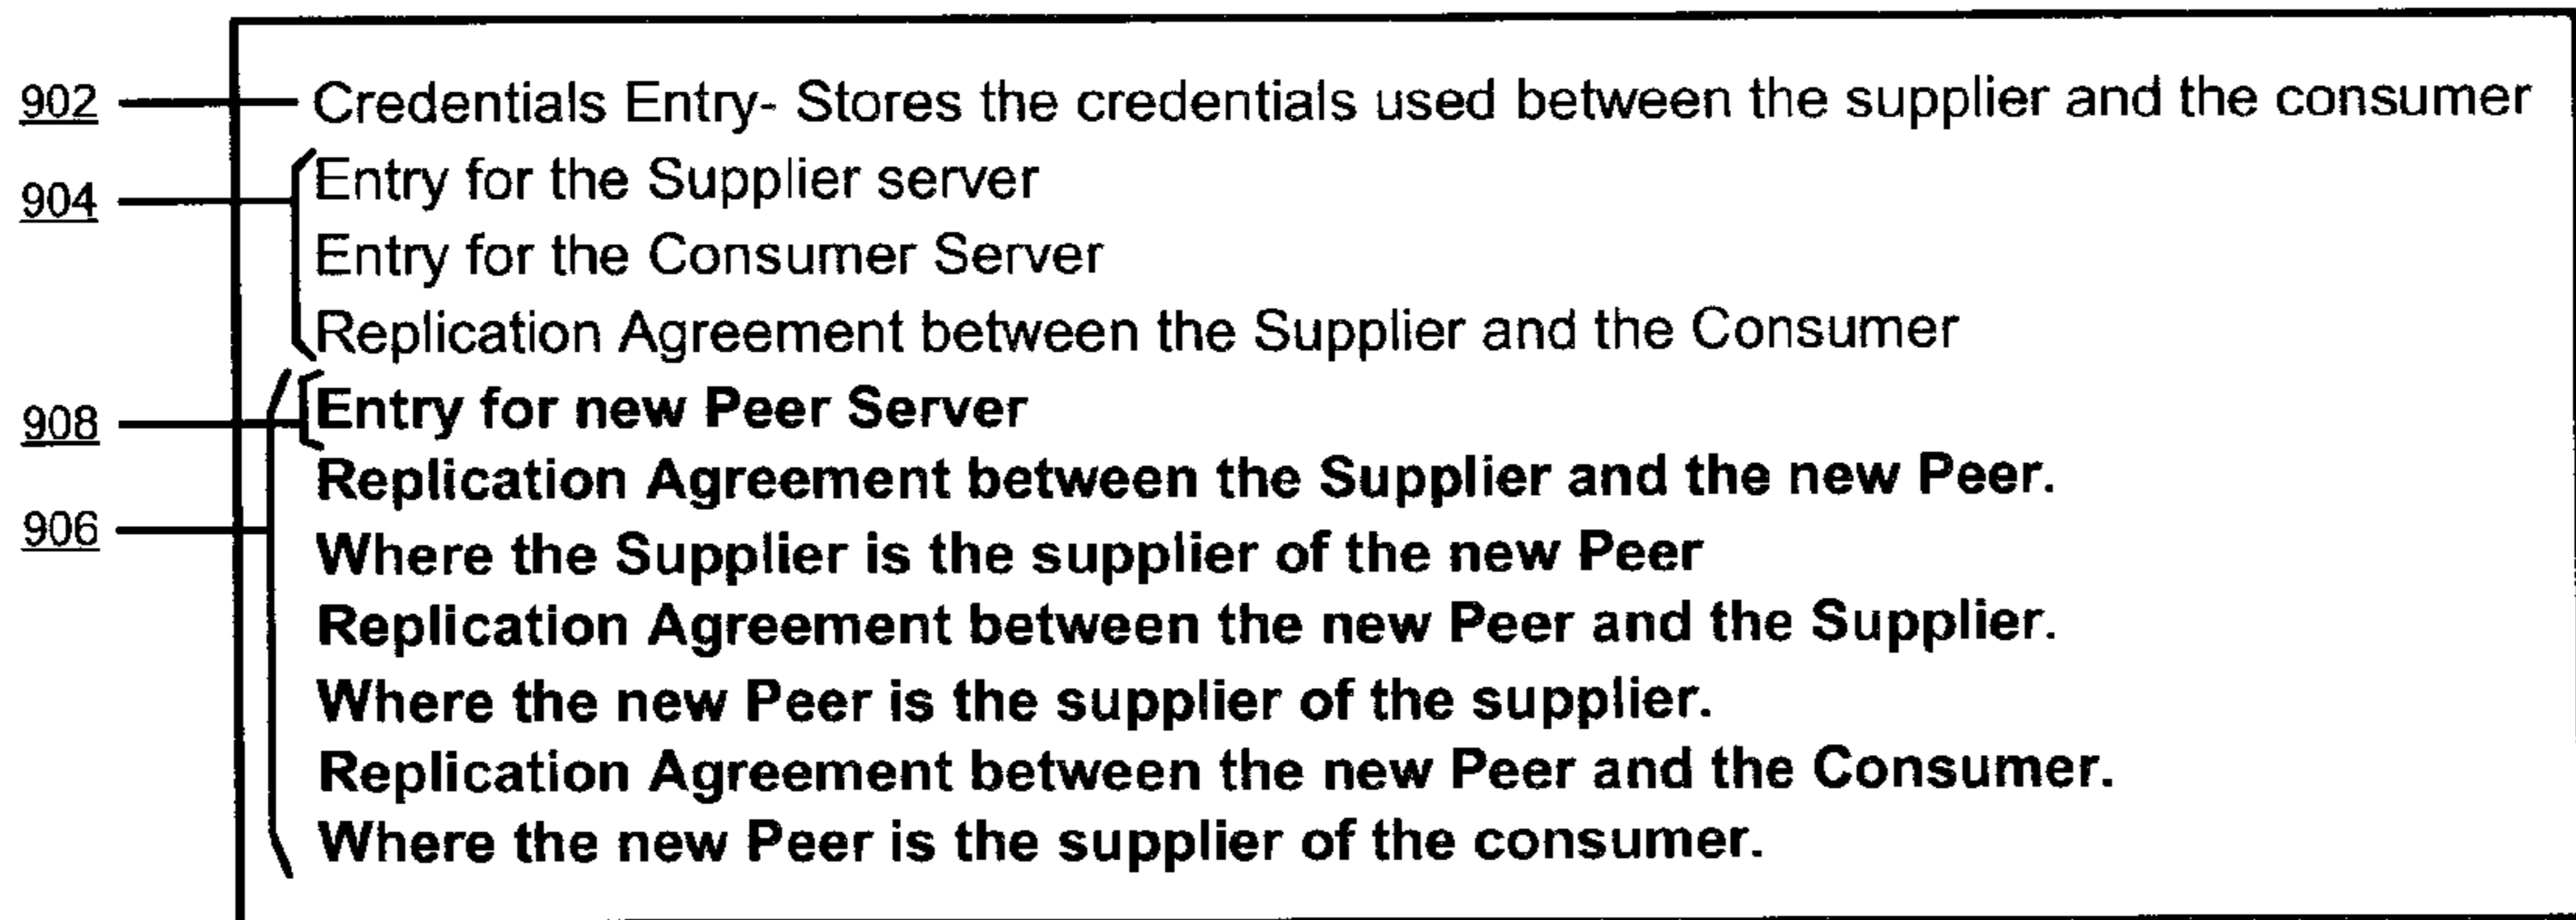 902 Credentials Entry- Stores the credentials used between the supplier and the consumer
904 Entry for the Supplier server
Entry for the Consumer Server
Replication Agreement between the Supplier and the Consumer
908 Entry for new Peer Server
Replication Agreement between the Supplier and the new Peer.
906 Where the Supplier is the supplier of the new Peer
Replication Agreement between the new Peer and the Supplier.
Where the new Peer is the supplier of the supplier.
Replication Agreement between the new Peer and the Consumer.
Where the new Peer is the supplier of the consumer.